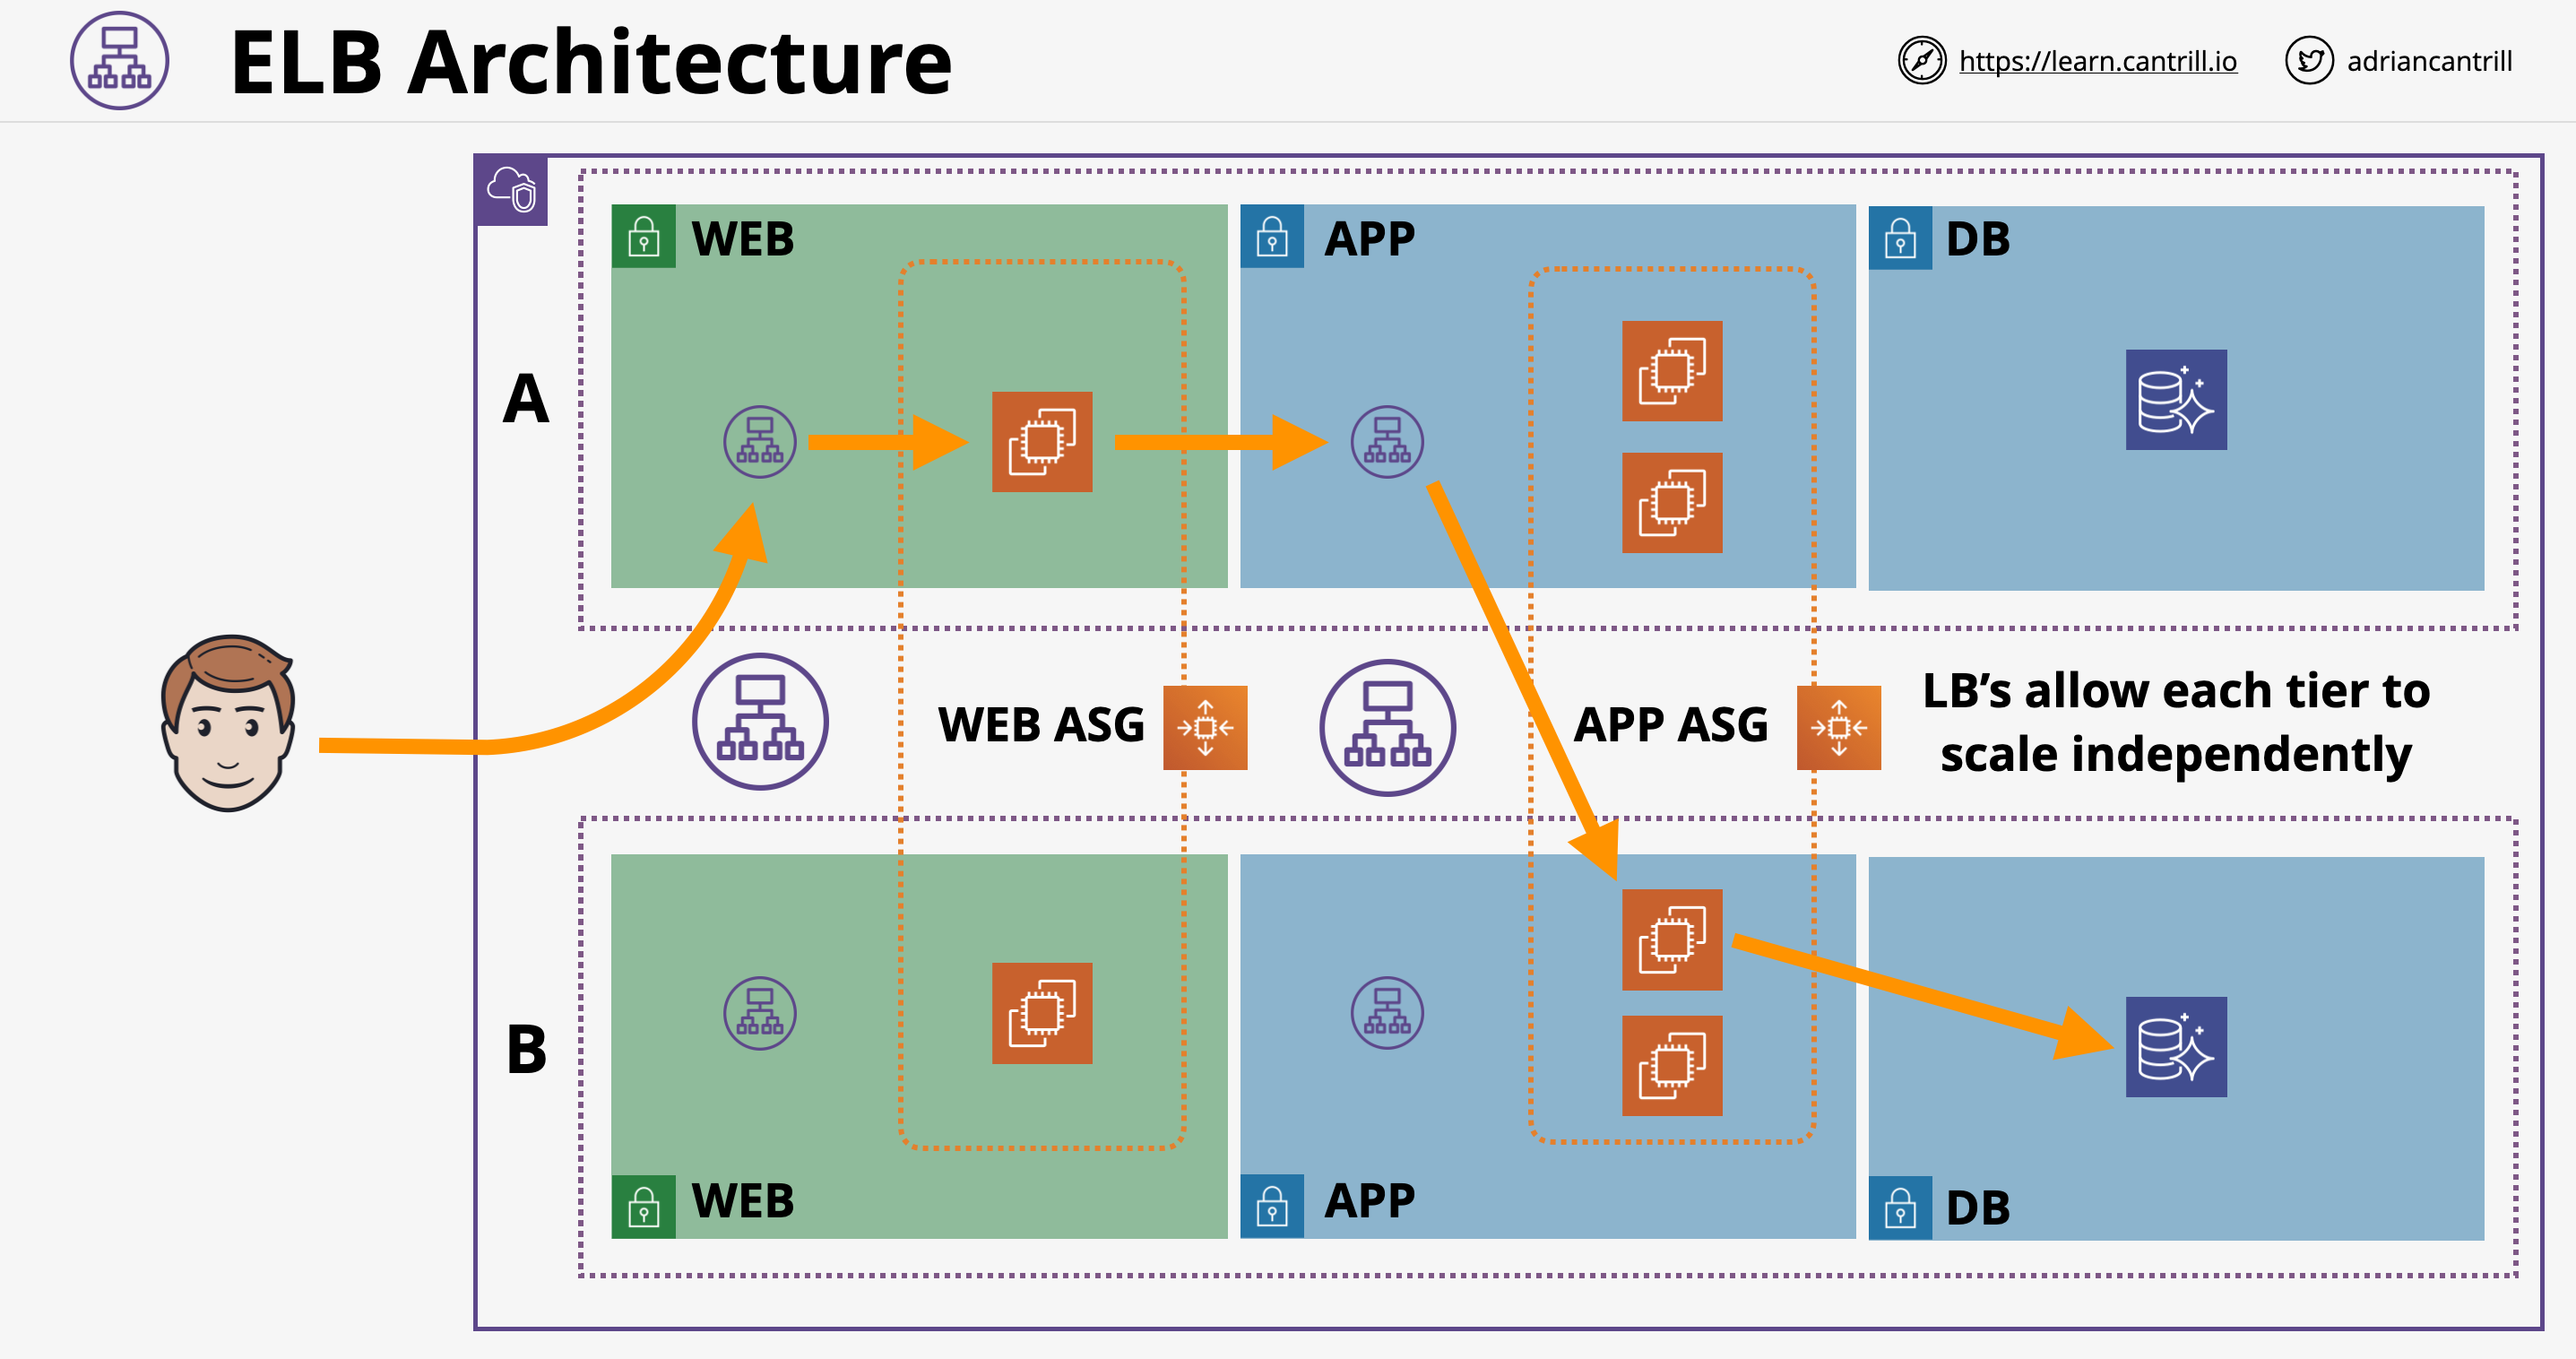 ELB Architecture
https://learn.cantrill.io
adriancantrill
WEB
APP
DB
A
WEB ASG
APP ASG
LB’s allow each tier to
scale independently
B
WEB
APP
DB